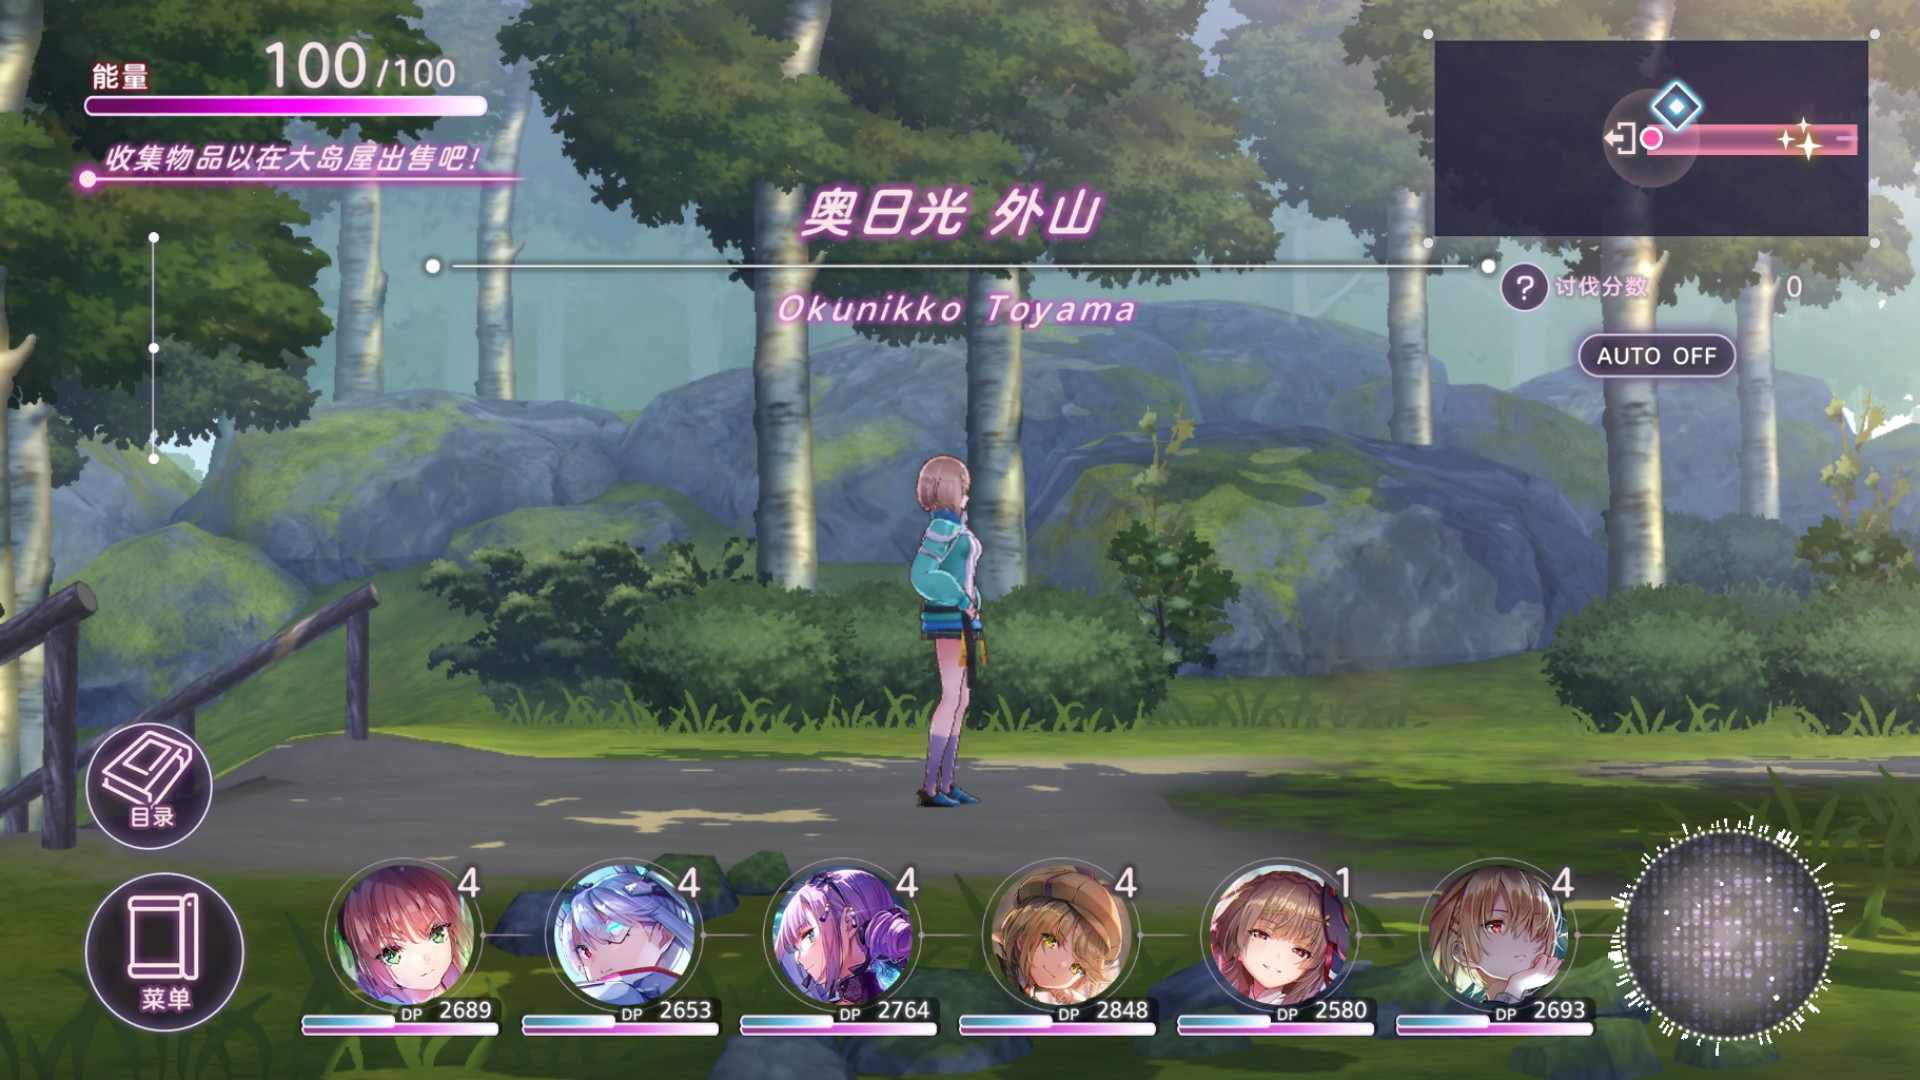 能量 100/100
收集物品以在大岛屋出售吧!
奥日光 外山
Okunikko Toyama
? 讨伐分数 0
AUTO OFF
目录
菜单
4 4 4 4 1 4
DP 2689 DP 2653 DP 2764 DP 2848 DP 2580 DP 2693